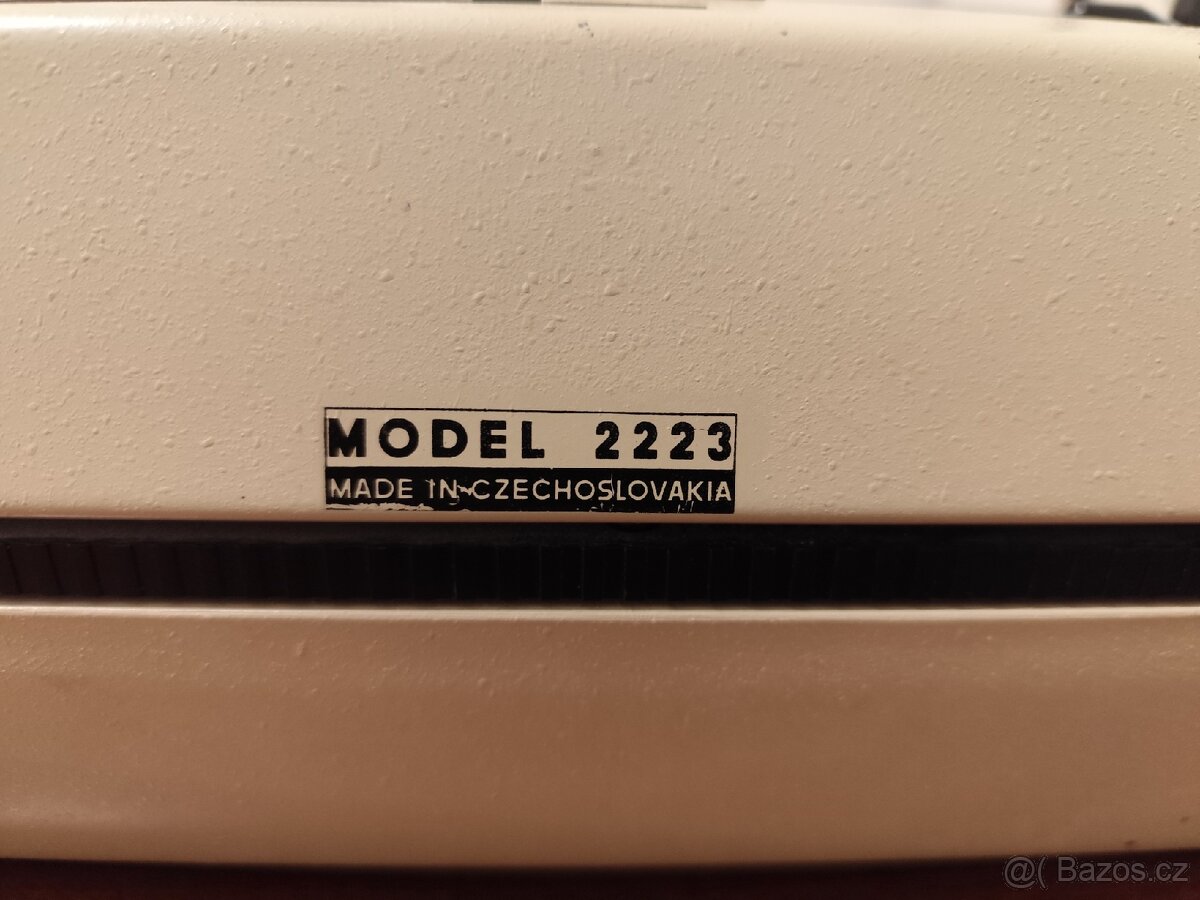 MODEL 2223
MADE IN CZECHOSLOVAKIA
@( Bazos.cz